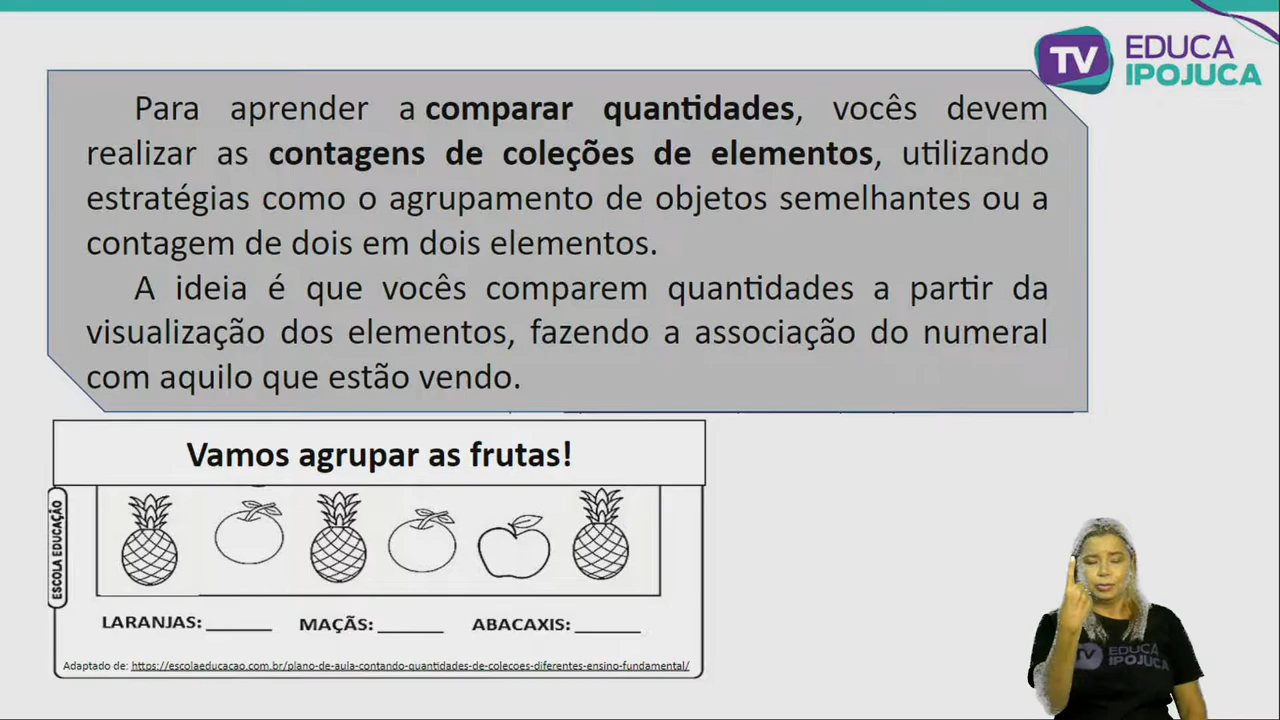 TV EDUCA
IPOJUCA
Para aprender a comparar quantidades, vocês devem
realizar as contagens de coleções de elementos, utilizando
estratégias como o agrupamento de objetos semelhantes ou a
contagem de dois em dois elementos.
A ideia é que vocês comparem quantidades a partir da
visualização dos elementos, fazendo a associação do numeral
com aquilo que estão vendo.
Vamos agrupar as frutas!
ESCOLA EDUCAÇÃO
LARANJAS: ______ MAÇÃS: ______ ABACAXIS: ______
Adaptado de: https://escolaeducacao.com.br/plano-de-aula-contando-quantidades-de-colecoes-diferentes-ensino-fundamental/
TV EDUCA
IPOJUCA